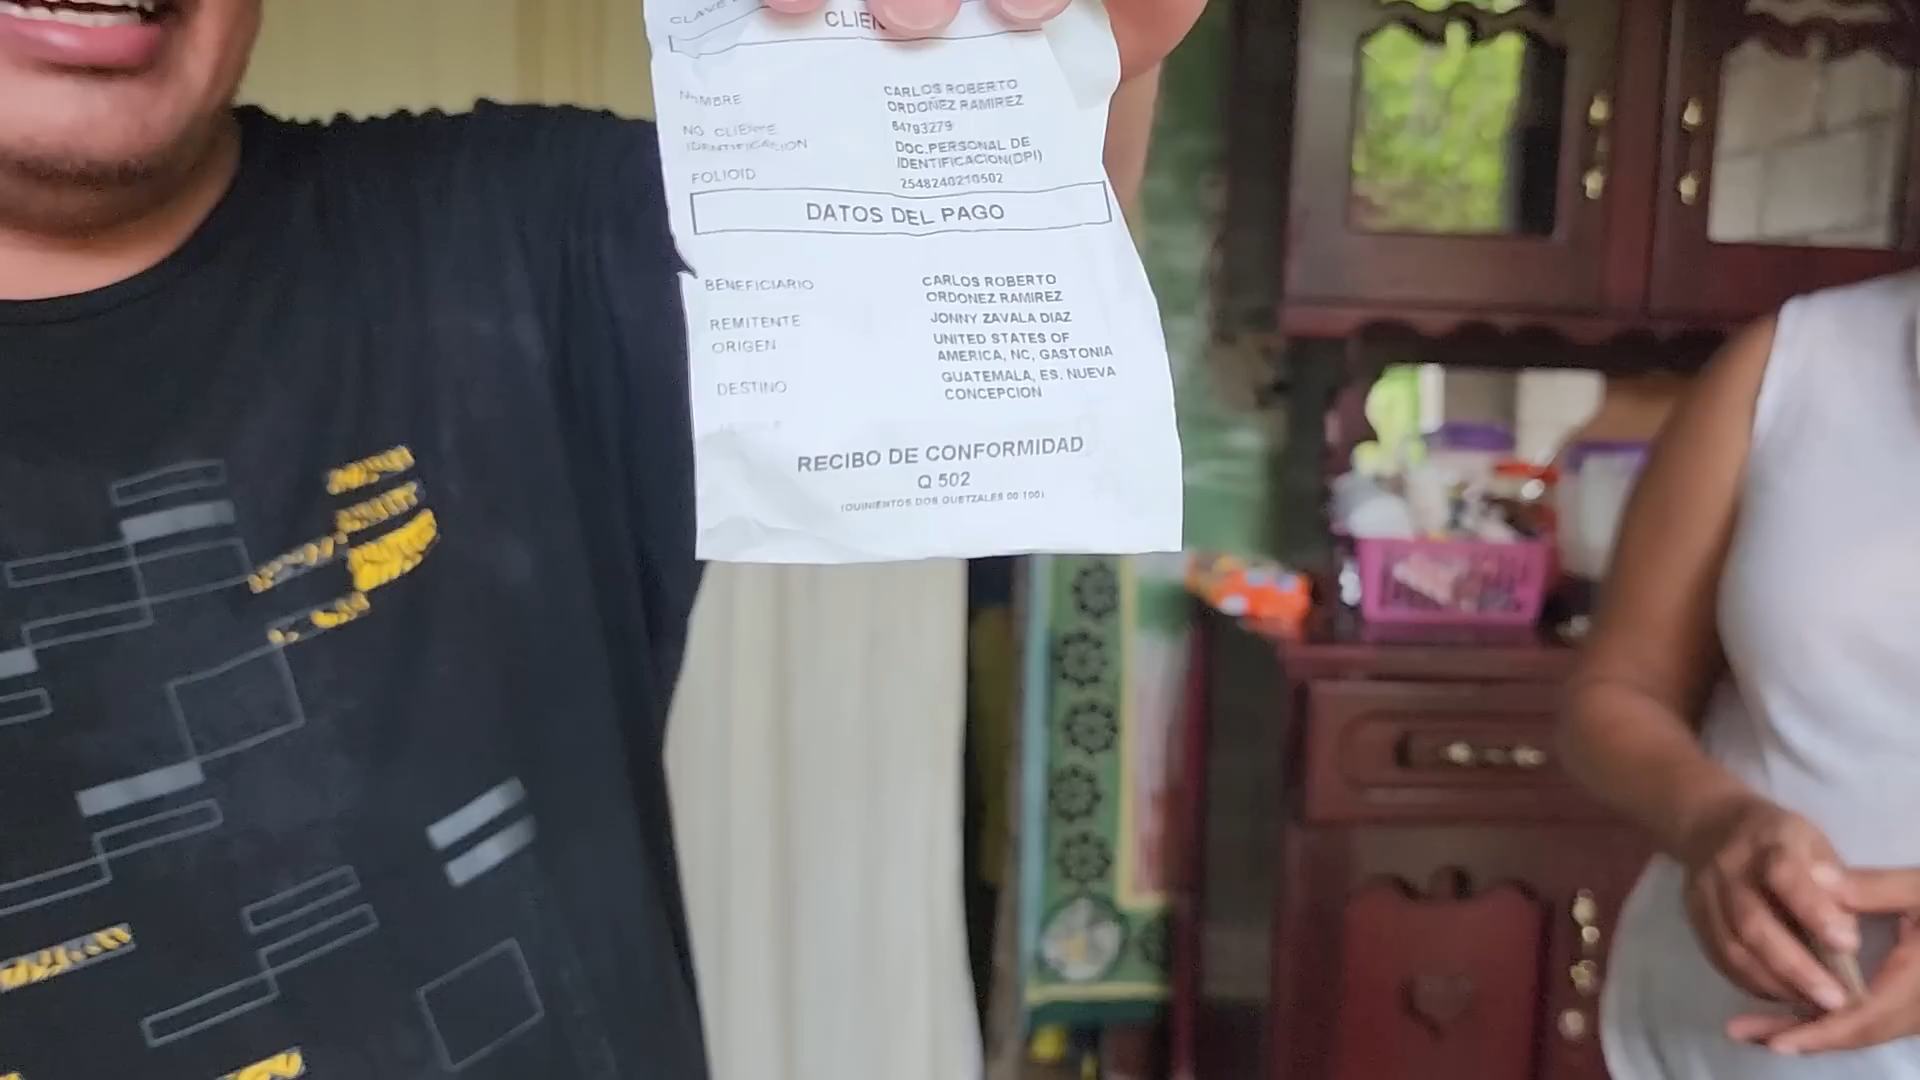 CLAVE
CLIEN
NOMBRE CARLOS ROBERTO
ORDOÑEZ RAMIREZ
NO CLIENTE 64793279
IDENTIFICACION DOC.PERSONAL DE
IDENTIFICACION(DPI)
FOLIOID 2548240210502
DATOS DEL PAGO
BENEFICIARIO CARLOS ROBERTO
ORDONEZ RAMIREZ
REMITENTE JONNY ZAVALA DIAZ
ORIGEN UNITED STATES OF
AMERICA, NC, GASTONIA
DESTINO GUATEMALA, ES. NUEVA
CONCEPCION
RECIBO DE CONFORMIDAD
Q 502
(QUINIENTOS DOS QUETZALES 00 100)